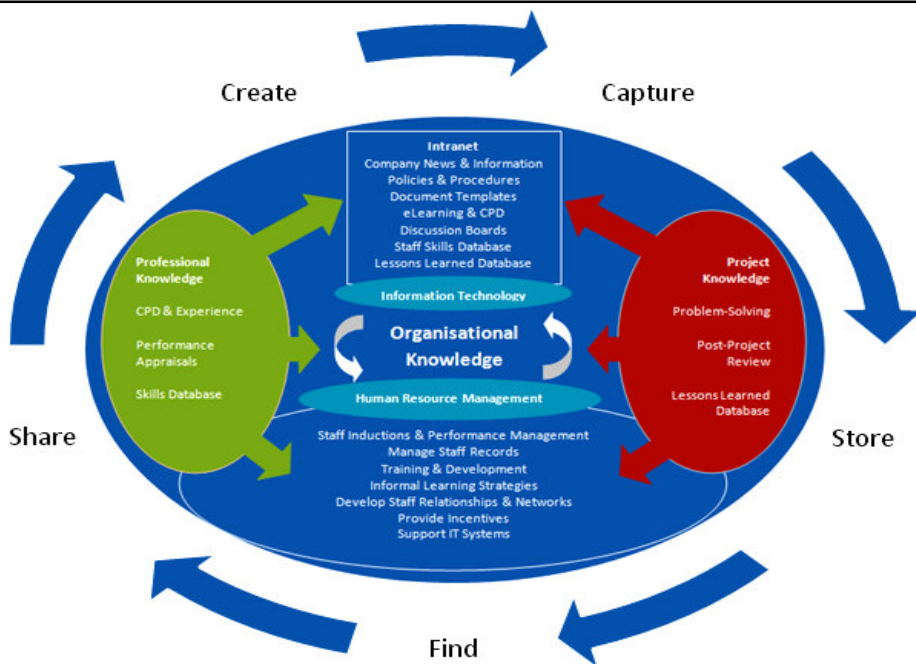 Create
Capture
Intranet
Company News & Information
Policies & Procedures
Document Templates
eLearning & CPD
Discussion Boards
Staff Skills Database
Lessons Learned Database
Information Technology
Professional
Knowledge
CPD & Experience
Performance
Appraisals
Skills Database
Organisational
Knowledge
Project
Knowledge
Problem-Solving
Post-Project
Review
Lessons Learned
Database
Human Resource Management
Staff Inductions & Performance Management
Manage Staff Records
Training & Development
Informal Learning Strategies
Develop Staff Relationships & Networks
Provide Incentives
Support IT Systems
Share
Store
Find